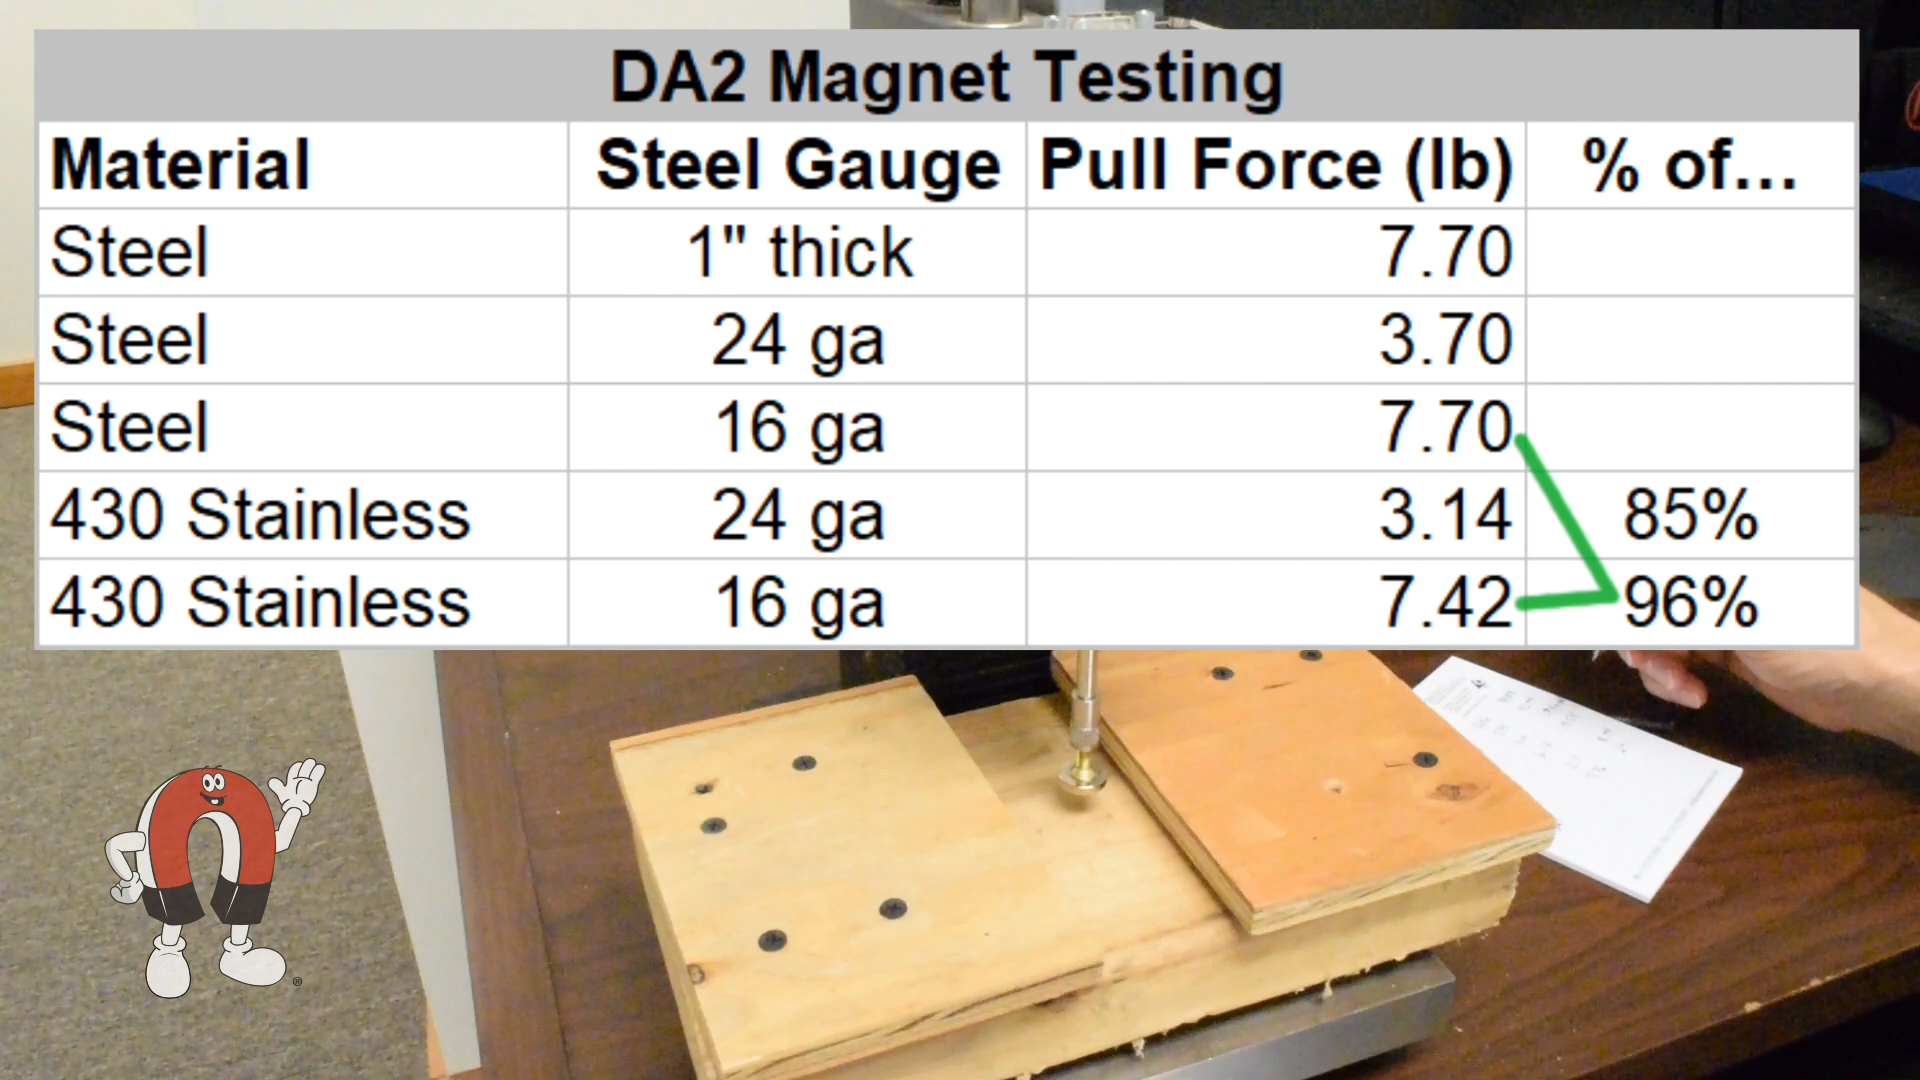 DA2 Magnet Testing
Material Steel Gauge Pull Force (lb) % of...
Steel 1" thick 7.70
Steel 24 ga 3.70
Steel 16 ga 7.70
430 Stainless 24 ga 3.14 85%
430 Stainless 16 ga 7.42 96%
®